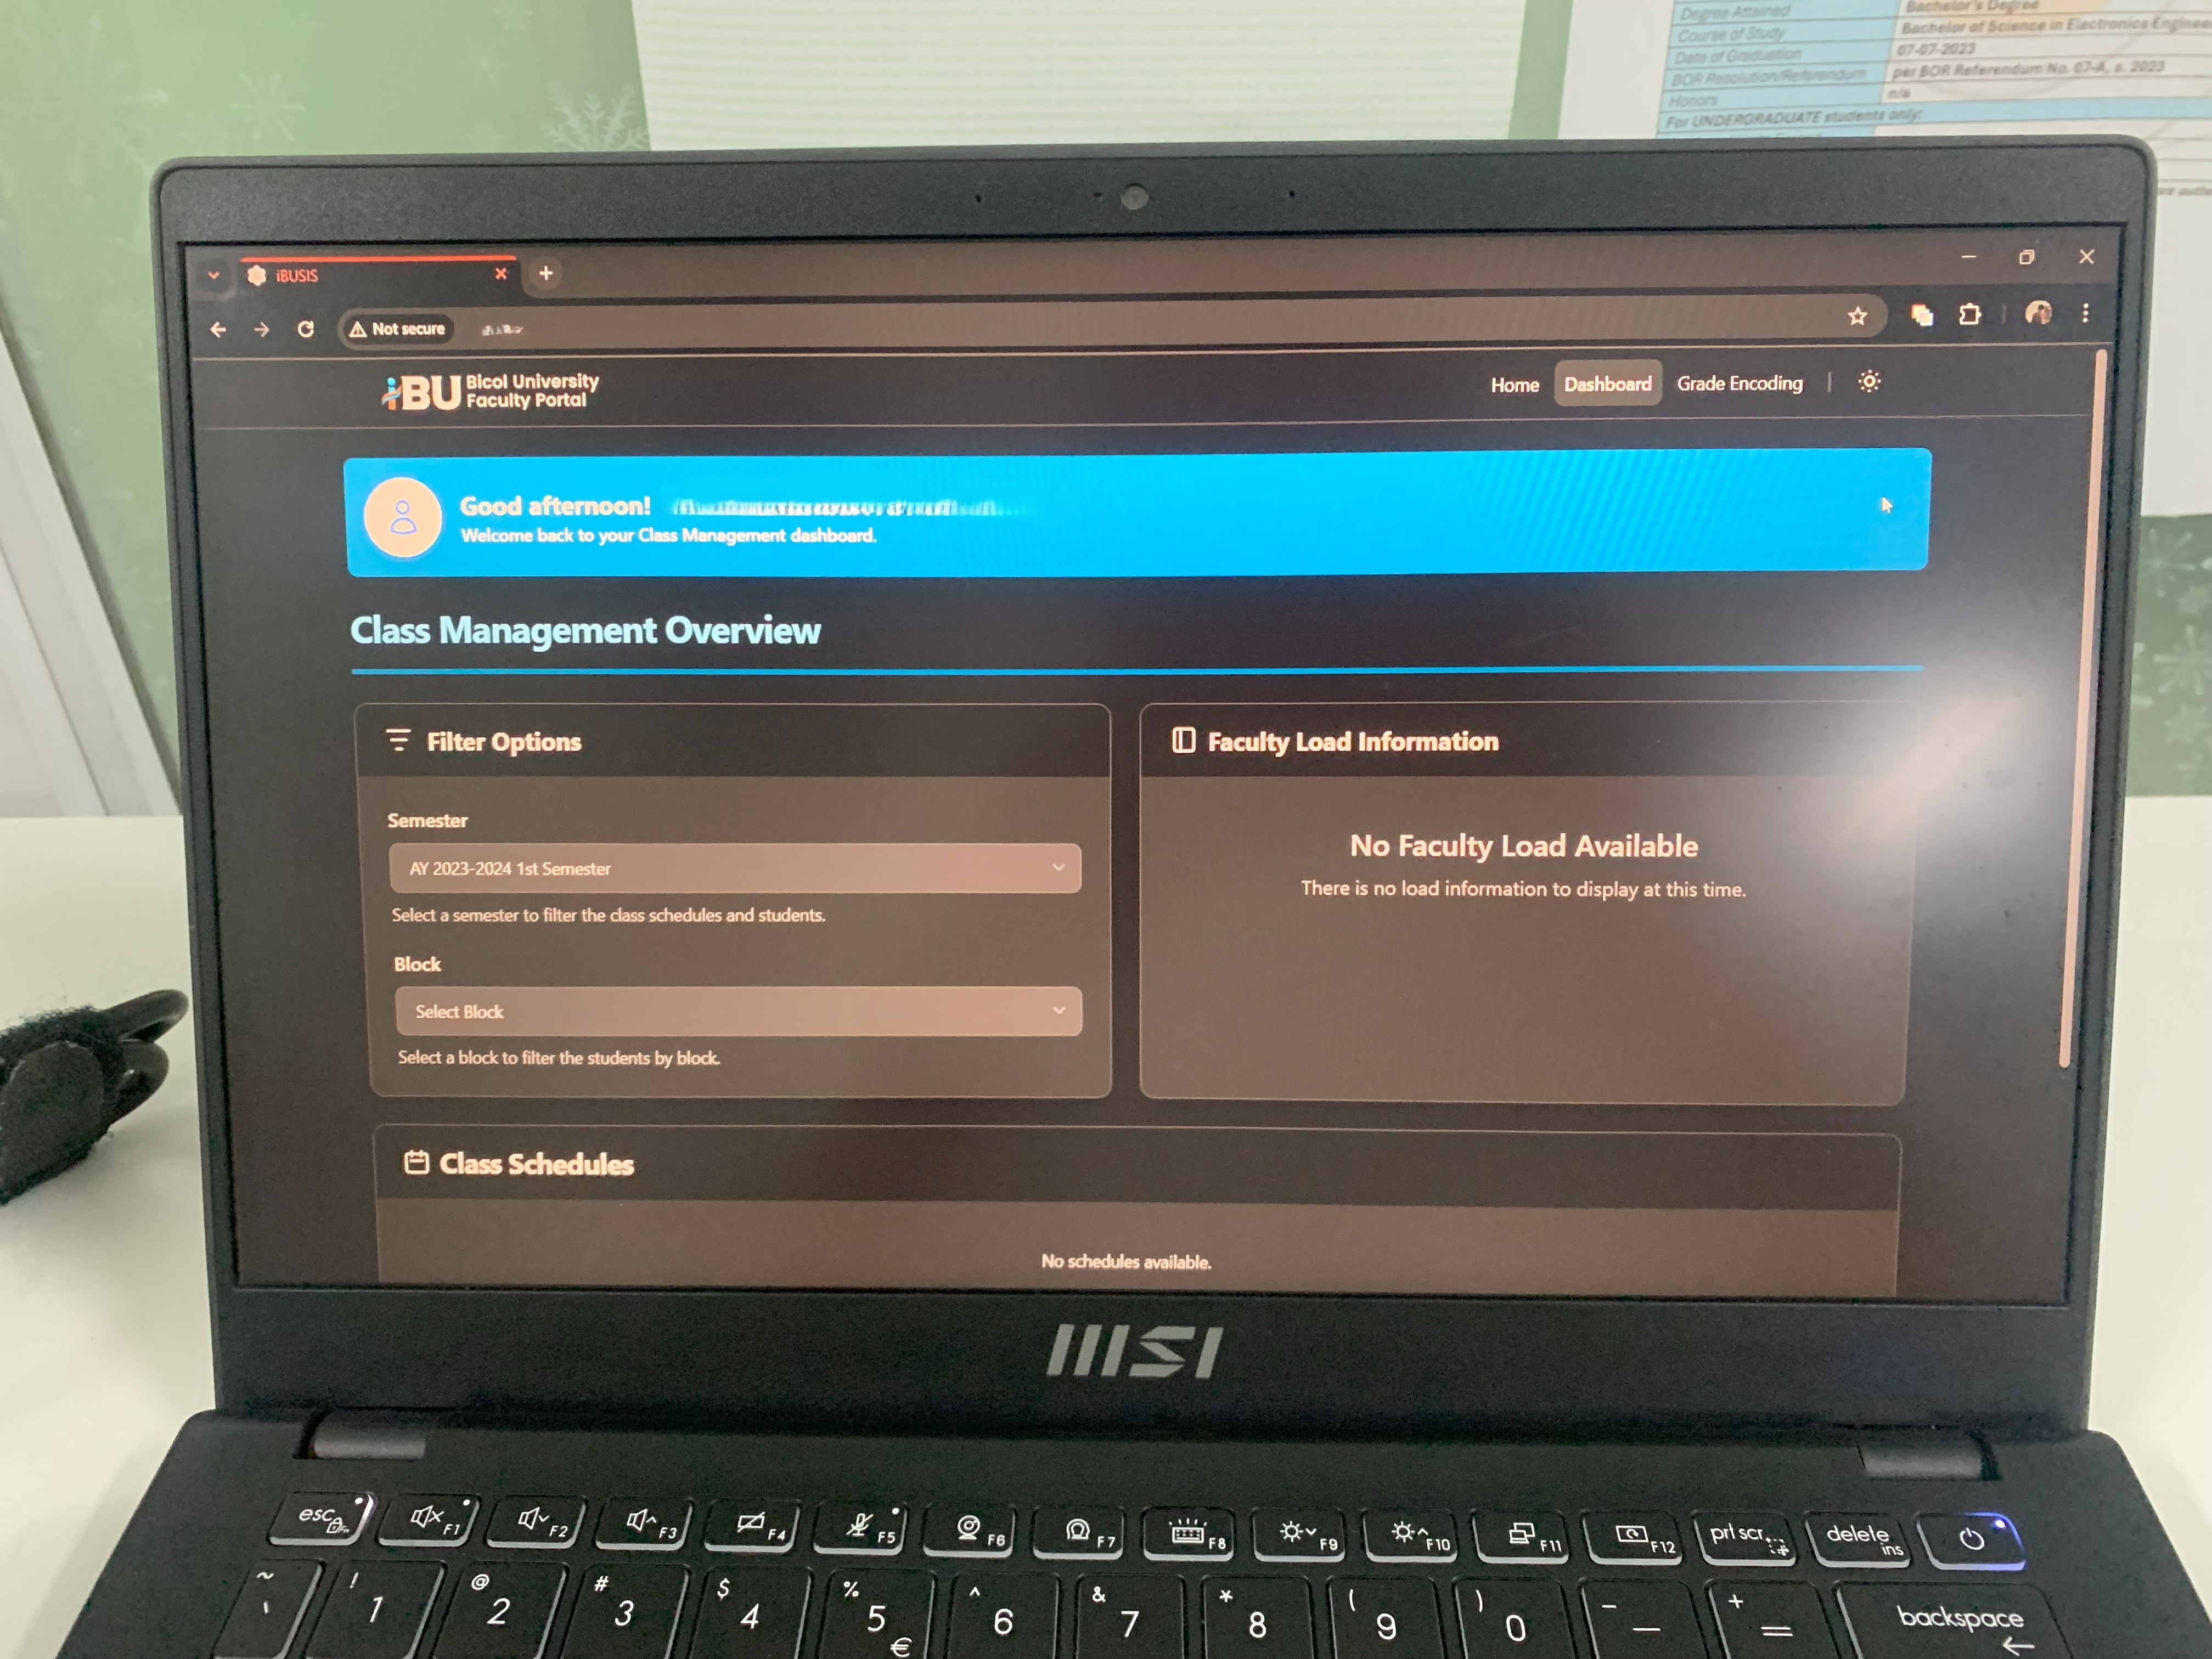 Degree Attained
Bachelor's Degree
Course of Study
Bachelor of Science in Electronics Enginee
Date of Graduation
07-07-2023
BOR Resolution/Referendum
per BOR Referendum No. 07-A, s. 2023
Honors
n/a
For UNDERGRADUATE students only:
iBUSIS
Not secure
iBU Bicol University
Faculty Portal
Home
Dashboard
Grade Encoding
Good afternoon!
Welcome back to your Class Management dashboard.
Class Management Overview
Filter Options
Semester
AY 2023-2024 1st Semester
Select a semester to filter the class schedules and students.
Block
Select Block
Select a block to filter the students by block.
Faculty Load Information
No Faculty Load Available
There is no load information to display at this time.
Class Schedules
No schedules available.
msi
esc F1 F2 F3 F4 F5 F6 F7 F8 F9 F10 F11 F12 prt scr delete ins
~ ! @ # $ % ^ & * ( ) _ +
` 1 2 3 4 5 € 6 7 8 9 0 - = backspace